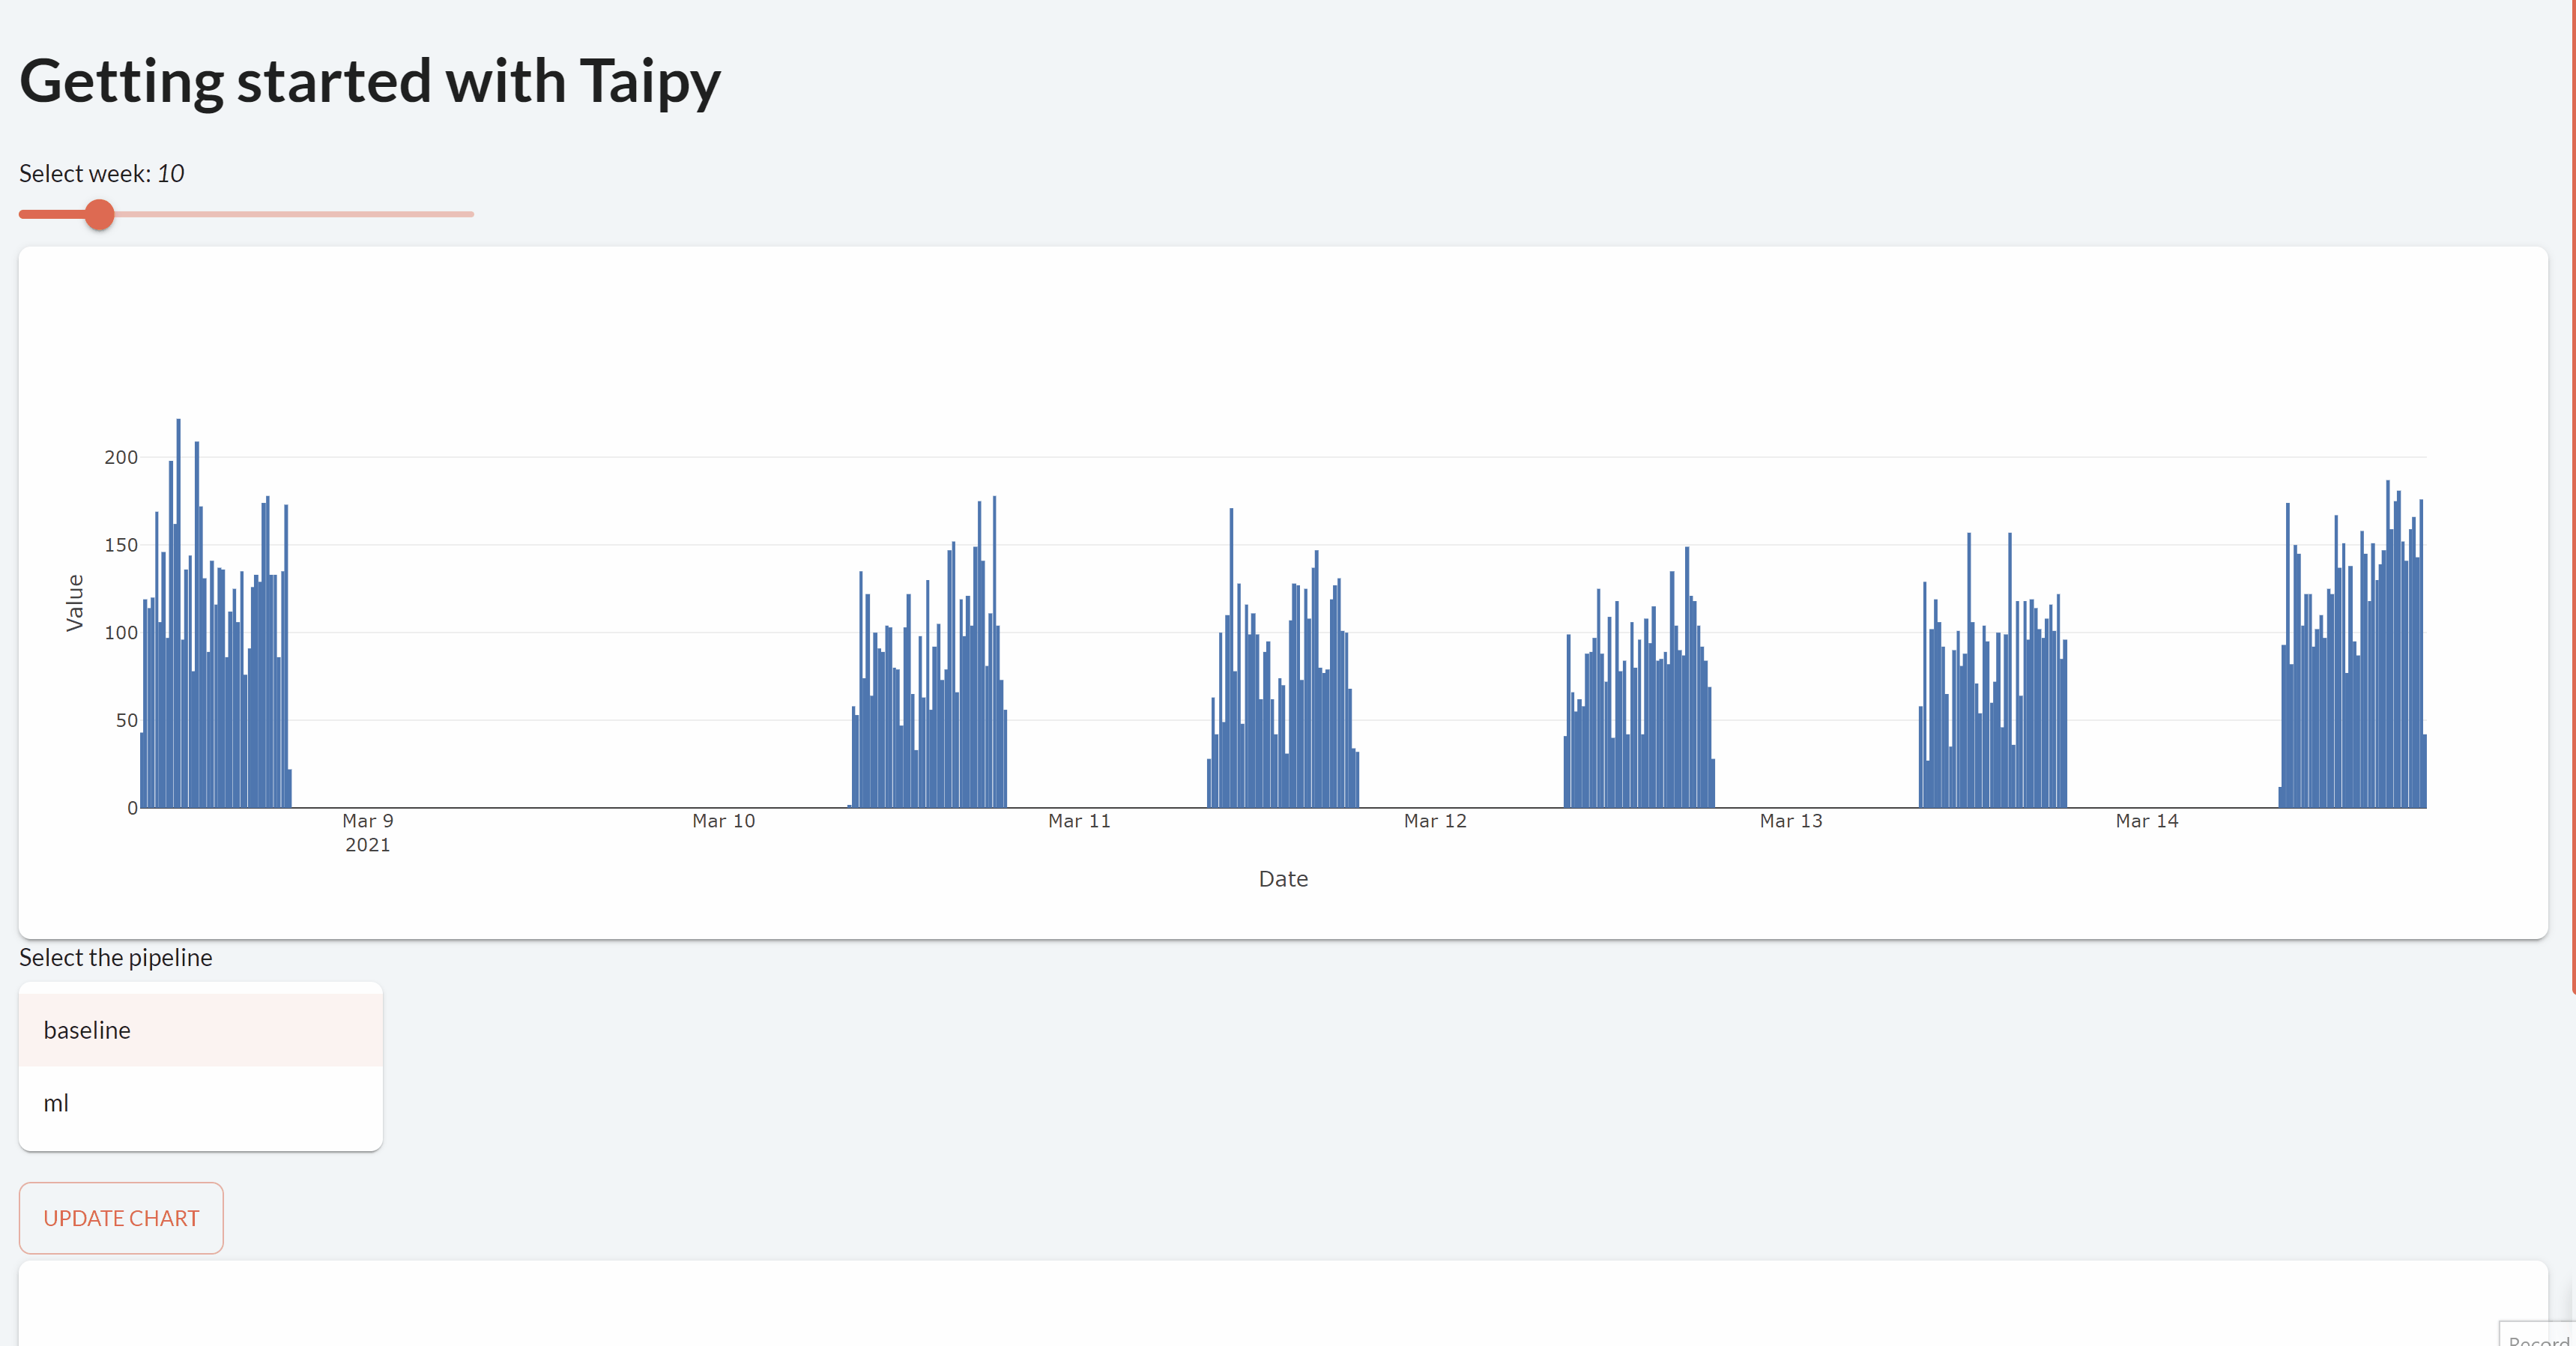 Getting started with Taipy
Select week: 10
200
150
100
50
0
Value
Mar 9
2021
Mar 10
Mar 11
Mar 12
Mar 13
Mar 14
Date
Select the pipeline
baseline
ml
UPDATE CHART
Record